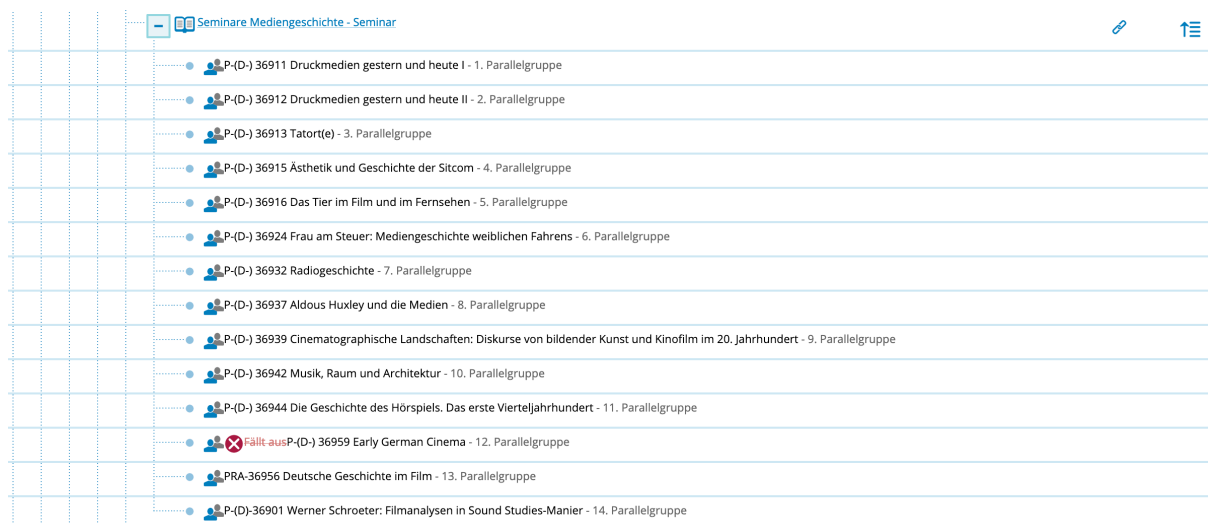 Seminare Mediengeschichte - Seminar
P-(D-) 36911 Druckmedien gestern und heute I - 1. Parallelgruppe
P-(D-) 36912 Druckmedien gestern und heute II - 2. Parallelgruppe
P-(D-) 36913 Tatort(e) - 3. Parallelgruppe
P-(D-) 36915 Ästhetik und Geschichte der Sitcom - 4. Parallelgruppe
P-(D-) 36916 Das Tier im Film und im Fernsehen - 5. Parallelgruppe
P-(D-) 36924 Frau am Steuer: Mediengeschichte weiblichen Fahrens - 6. Parallelgruppe
P-(D-) 36932 Radiogeschichte - 7. Parallelgruppe
P-(D-) 36937 Aldous Huxley und die Medien - 8. Parallelgruppe
P-(D-) 36939 Cinematographische Landschaften: Diskurse von bildender Kunst und Kinofilm im 20. Jahrhundert - 9. Parallelgruppe
P-(D-) 36942 Musik, Raum und Architektur - 10. Parallelgruppe
P-(D-) 36944 Die Geschichte des Hörspiels. Das erste Vierteljahrhundert - 11. Parallelgruppe
Fällt ausP-(D-) 36959 Early German Cinema - 12. Parallelgruppe
PRA-36956 Deutsche Geschichte im Film - 13. Parallelgruppe
P-(D)-36901 Werner Schroeter: Filmanalysen in Sound Studies-Manier - 14. Parallelgruppe